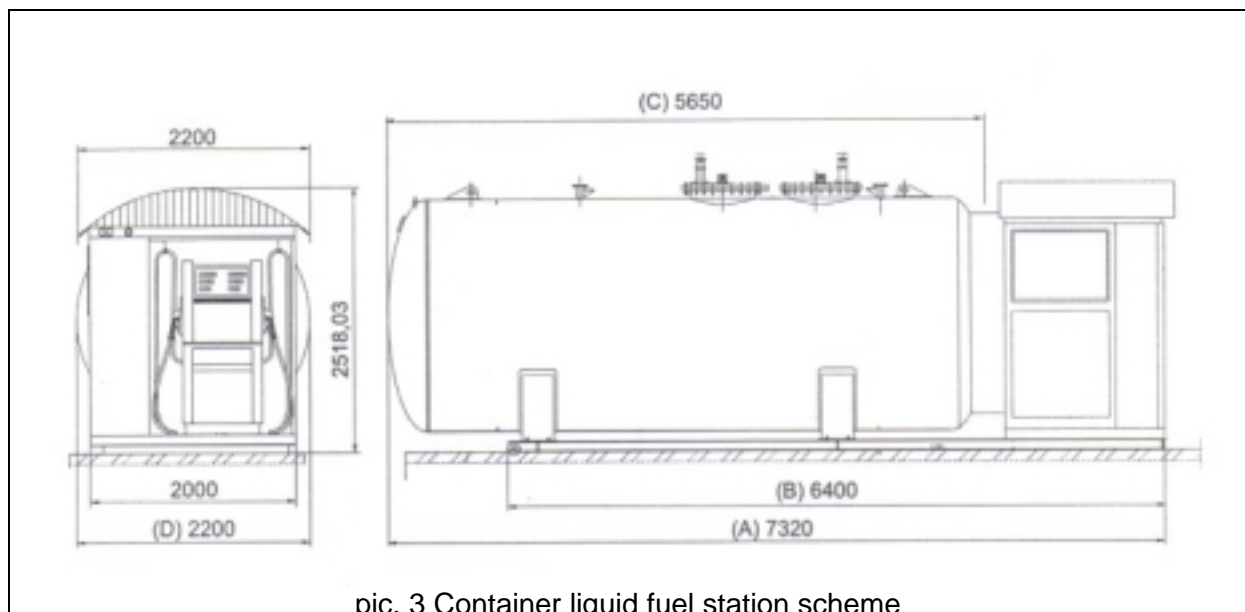 (C) 5650
2200
2518,03
2000
(B) 6400
(D) 2200
(A) 7320
pic. 3 Container liquid fuel station scheme